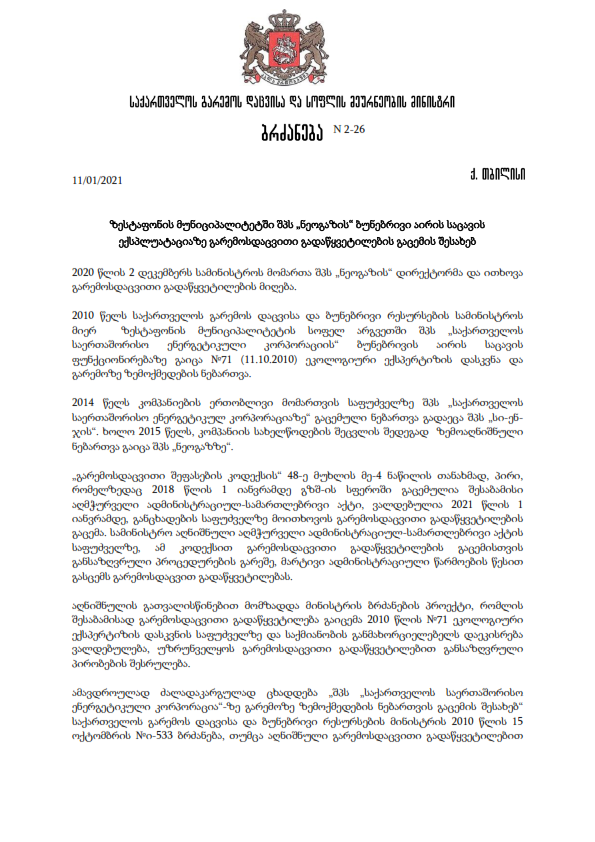 საქართველოს გარემოს დაცვისა და სოფლის მეურნეობის მინისტრი
ბრძანება N 2-26
ქ. თბილისი
11/01/2021
ზესტაფონის მუნიციპალიტეტში შპს „ნეოგაზის“ ბუნებრივი აირის საცავის
ექსპლუატაციაზე გარემოსდაცვითი გადაწყვეტილების გაცემის შესახებ
2020 წლის 2 დეკემბერს სამინისტროს მომართა შპს „ნეოგაზის“ დირექტორმა და ითხოვა
გარემოსდაცვითი გადაწყვეტილების მიღება.
2010 წელს საქართველოს გარემოს დაცვისა და ბუნებრივი რესურსების სამინისტროს
მიერ ზესტაფონის მუნიციპალიტეტის სოფელ არგვეთში შპს „საქართველოს
საერთაშორისო ენერგეტიკული კორპორაციის“ ბუნებრივის აირის საცავის
ფუნქციონირებაზე გაიცა №71 (11.10.2010) ეკოლოგიური ექსპერტიზის დასკვნა და
გარემოზე ზემოქმედების ნებართვა.
2014 წელს კომპანიების ერთობლივი მომართვის საფუძველზე შპს „საქართველოს
საერთაშორისო ენერგეტიკულ კორპორაციაზე“ გაცემული ნებართვა გადაეცა შპს „სი-ენ-
ჯის“. ხოლო 2015 წელს, კომპანიის სახელწოდების შეცვლის შედეგად ზემოაღნიშნული
ნებართვა გაიცა შპს „ნეოგაზზე“.
„გარემოსდაცვითი შეფასების კოდექსის“ 48-ე მუხლის მე-4 ნაწილის თანახმად, პირი,
რომელზედაც 2018 წლის 1 იანვრამდე გზშ-ის სფეროში გაცემულია შესაბამისი
აღმჭურველი ადმინისტრაციულ-სამართლებრივი აქტი, ვალდებულია 2021 წლის 1
იანვრამდე, განცხადების საფუძველზე მოითხოვოს გარემოსდაცვითი გადაწყვეტილების
გაცემა. სამინისტრო აღნიშნული აღმჭურველი ადმინისტრაციულ-სამართლებრივი აქტის
საფუძველზე, ამ კოდექსით გარემოსდაცვითი გადაწყვეტილების გაცემისთვის
განსაზღვრული პროცედურების გარეშე, მარტივი ადმინისტრაციული წარმოების წესით
გასცემს გარემოსდაცვით გადაწყვეტილებას.
აღნიშნულის გათვალისწინებით მომზადდა მინისტრის ბრძანების პროექტი, რომლის
შესაბამისად გარემოსდაცვითი გადაწყვეტილება გაიცემა 2010 წლის №71 ეკოლოგიური
ექსპერტიზის დასკვნის საფუძველზე და საქმიანობის განმახორციელებელს დაეკისრება
ვალდებულება, უზრუნველყოს გარემოსდაცვითი გადაწყვეტილებით განსაზღვრული
პირობების შესრულება.
ამავდროულად ძალადაკარგულად ცხადდება „შპს „საქართველოს საერთაშორისო
ენერგეტიკული კორპორაცია“-ზე გარემოზე ზემოქმედების ნებართვის გაცემის შესახებ“
საქართველოს გარემოს დაცვისა და ბუნებრივი რესურსების მინისტრის 2010 წლის 15
ოქტომბრის №ი-533 ბრძანება, თუმცა აღნიშნული გარემოსდაცვითი გადაწყვეტილებით